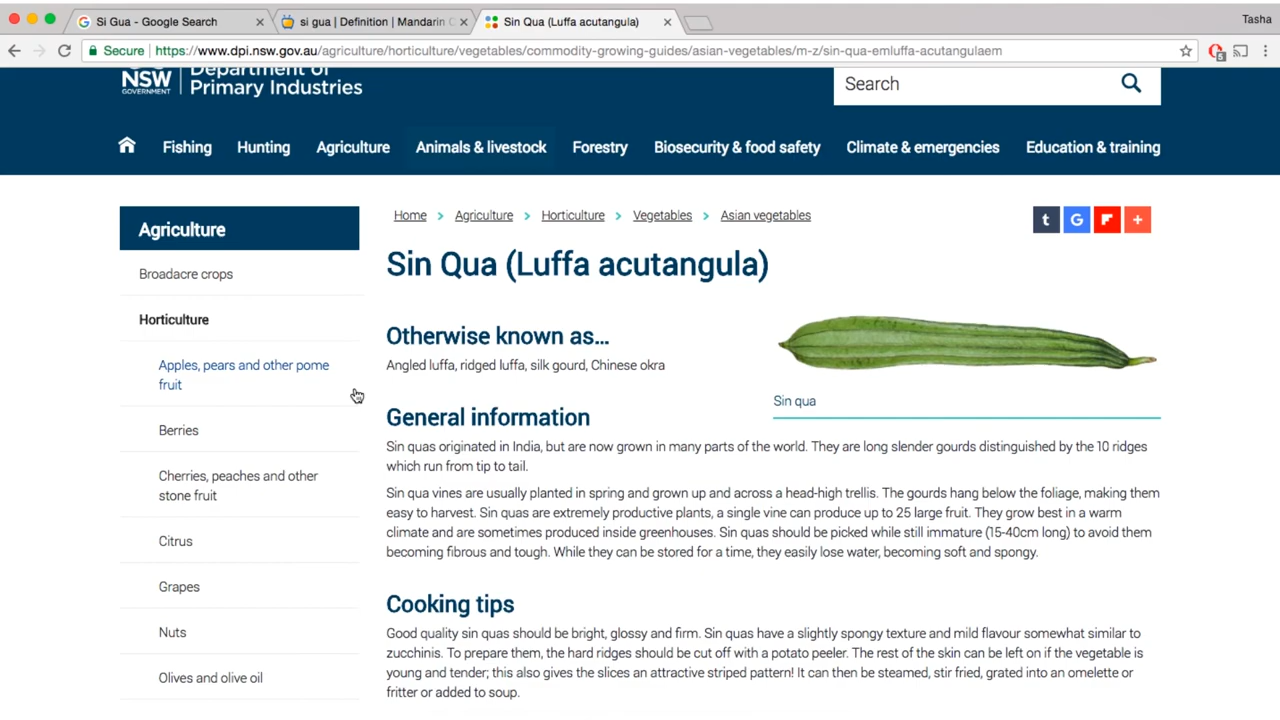 Si Gua - Google Search
si gua | Definition | Mandarin C
Sin Qua (Luffa acutangula)
Tasha
Secure
https://www.dpi.nsw.gov.au/agriculture/horticulture/vegetables/commodity-growing-guides/asian-vegetables/m-z/sin-qua-emluffa-acutangulaem
5
NSW
GOVERNMENT
Department of
Primary Industries
Search
Fishing
Hunting
Agriculture
Animals & livestock
Forestry
Biosecurity & food safety
Climate & emergencies
Education & training
Agriculture
Broadacre crops
Horticulture
Apples, pears and other pome
fruit
Berries
Cherries, peaches and other
stone fruit
Citrus
Grapes
Nuts
Olives and olive oil
Home > Agriculture > Horticulture > Vegetables > Asian vegetables
Sin Qua (Luffa acutangula)
Otherwise known as...
Angled luffa, ridged luffa, silk gourd, Chinese okra
Sin qua
General information
Sin quas originated in India, but are now grown in many parts of the world. They are long slender gourds distinguished by the 10 ridges
which run from tip to tail.
Sin qua vines are usually planted in spring and grown up and across a head-high trellis. The gourds hang below the foliage, making them
easy to harvest. Sin quas are extremely productive plants, a single vine can produce up to 25 large fruit. They grow best in a warm
climate and are sometimes produced inside greenhouses. Sin quas should be picked while still immature (15-40cm long) to avoid them
becoming fibrous and tough. While they can be stored for a time, they easily lose water, becoming soft and spongy.
Cooking tips
Good quality sin quas should be bright, glossy and firm. Sin quas have a slightly spongy texture and mild flavour somewhat similar to
zucchinis. To prepare them, the hard ridges should be cut off with a potato peeler. The rest of the skin can be left on if the vegetable is
young and tender; this also gives the slices an attractive striped pattern! It can then be steamed, stir fried, grated into an omelette or
fritter or added to soup.